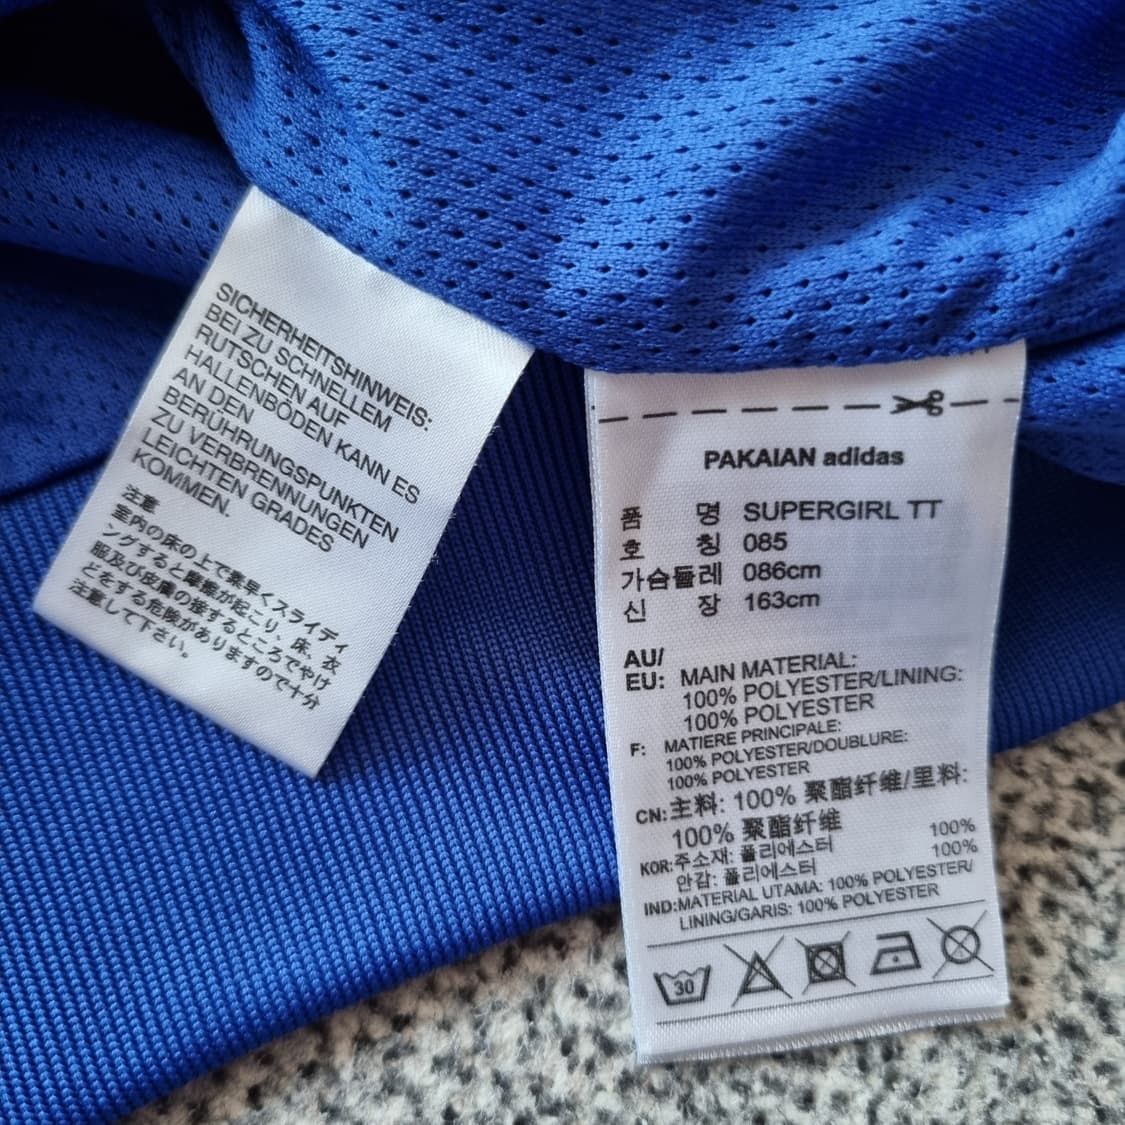 SICHERHEITSHINWEIS:
BEI ZU SCHNELLEM
RUTSCHEN AUF
HALLENBÖDEN KANN ES
AN DEN
BERÜHRUNGSPUNKTEN
ZU VERBRENNUNGEN
LEICHTEN GRADES
KOMMEN.
注意
室内の床の上で素早くスライディ
ングすると摩擦が起こり、床、衣
服及び皮膚の接するところでやけ
どをする危険がありますので十分
注意して下さい。
PAKAIAN adidas
품 명 SUPERGIRL TT
호 칭 085
가슴둘레 086cm
신 장 163cm
AU/
EU: MAIN MATERIAL:
100% POLYESTER/LINING:
100% POLYESTER
F: MATIERE PRINCIPALE:
100% POLYESTER/DOUBLURE:
100% POLYESTER
CN:主料: 100% 聚酯纤维/里料:
100% 聚酯纤维
KOR:주소재: 폴리에스터 100%
안감: 폴리에스터 100%
IND:MATERIAL UTAMA: 100% POLYESTER/
LINING/GARIS: 100% POLYESTER
30